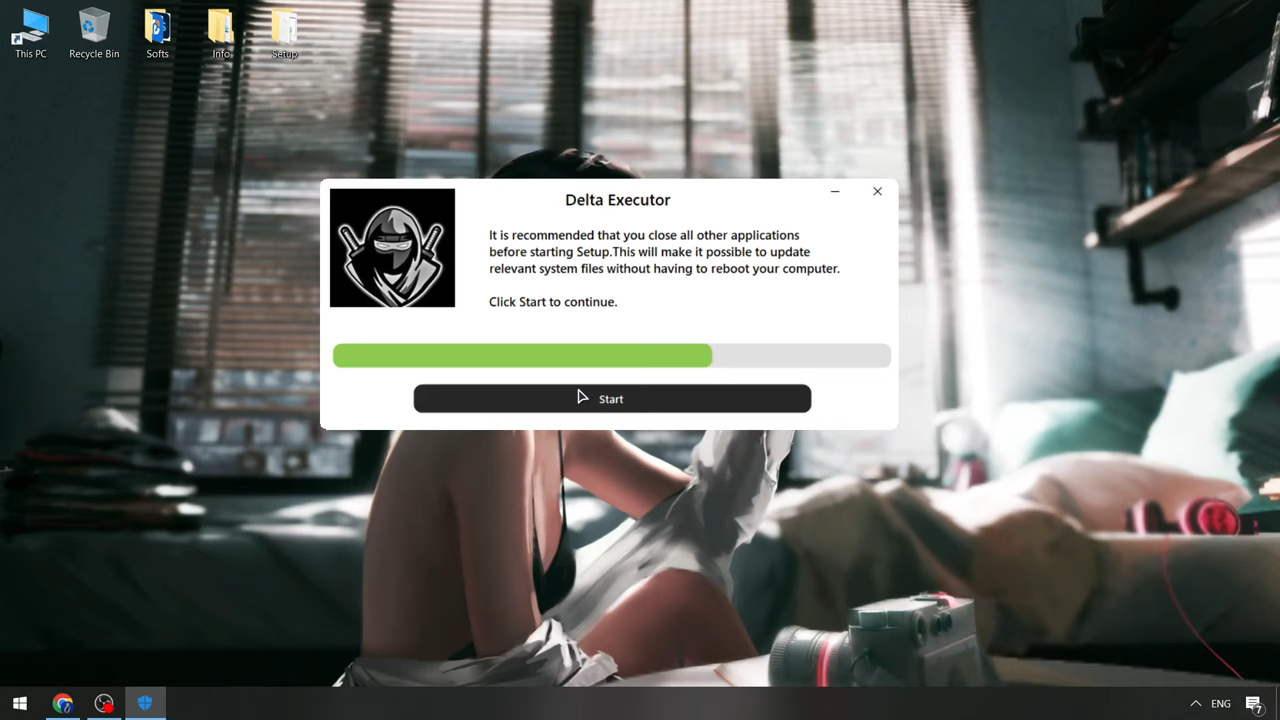 This PC
Recycle Bin
Softs
Info
Setup
Delta Executor
It is recommended that you close all other applications
before starting Setup.This will make it possible to update
relevant system files without having to reboot your computer.
Click Start to continue.
Start
ENG
7